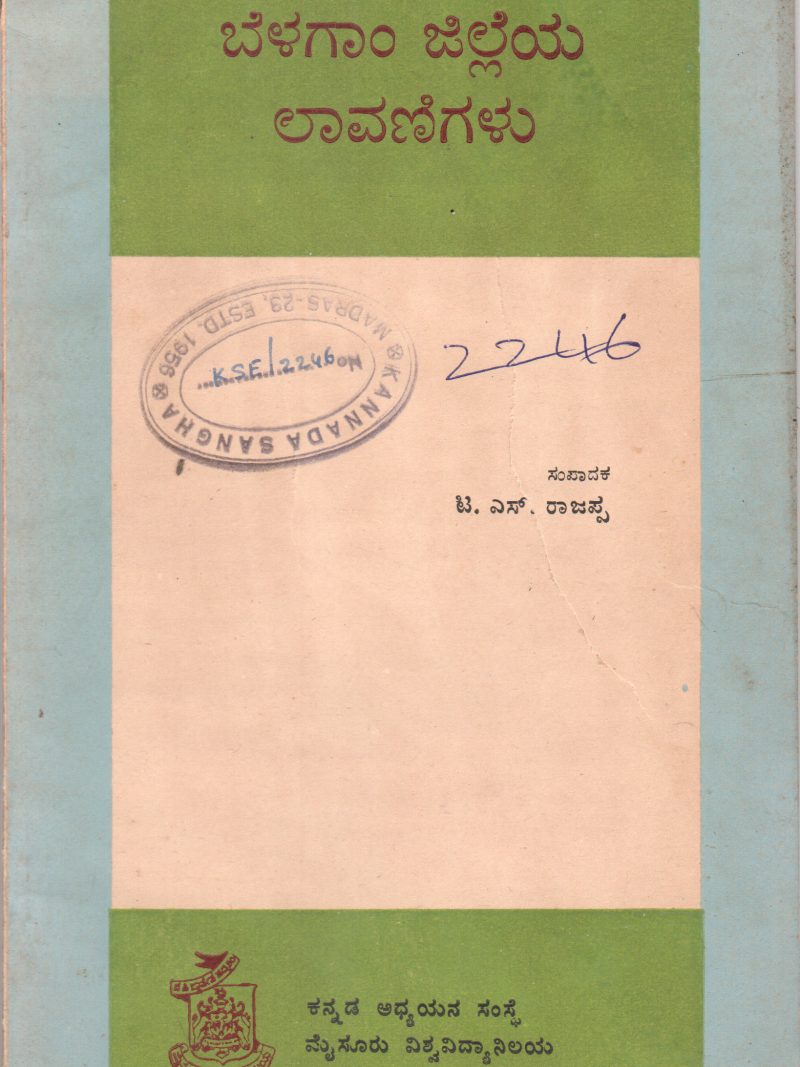 ಬೆಳಗಾಂ ಜಿಲ್ಲೆಯ
ಲಾವಣಿಗಳು
MADRAS-23, ESTD. 1956
No. KSE/2246
KANNADA SANGHA
2246
ಸಂಪಾದಕ
ಟಿ. ಎಸ್. ರಾಜಪ್ಪ
ಕನ್ನಡ ಅಧ್ಯಯನ ಸಂಸ್ಥೆ
ಮೈಸೂರು ವಿಶ್ವವಿದ್ಯಾನಿಲಯ